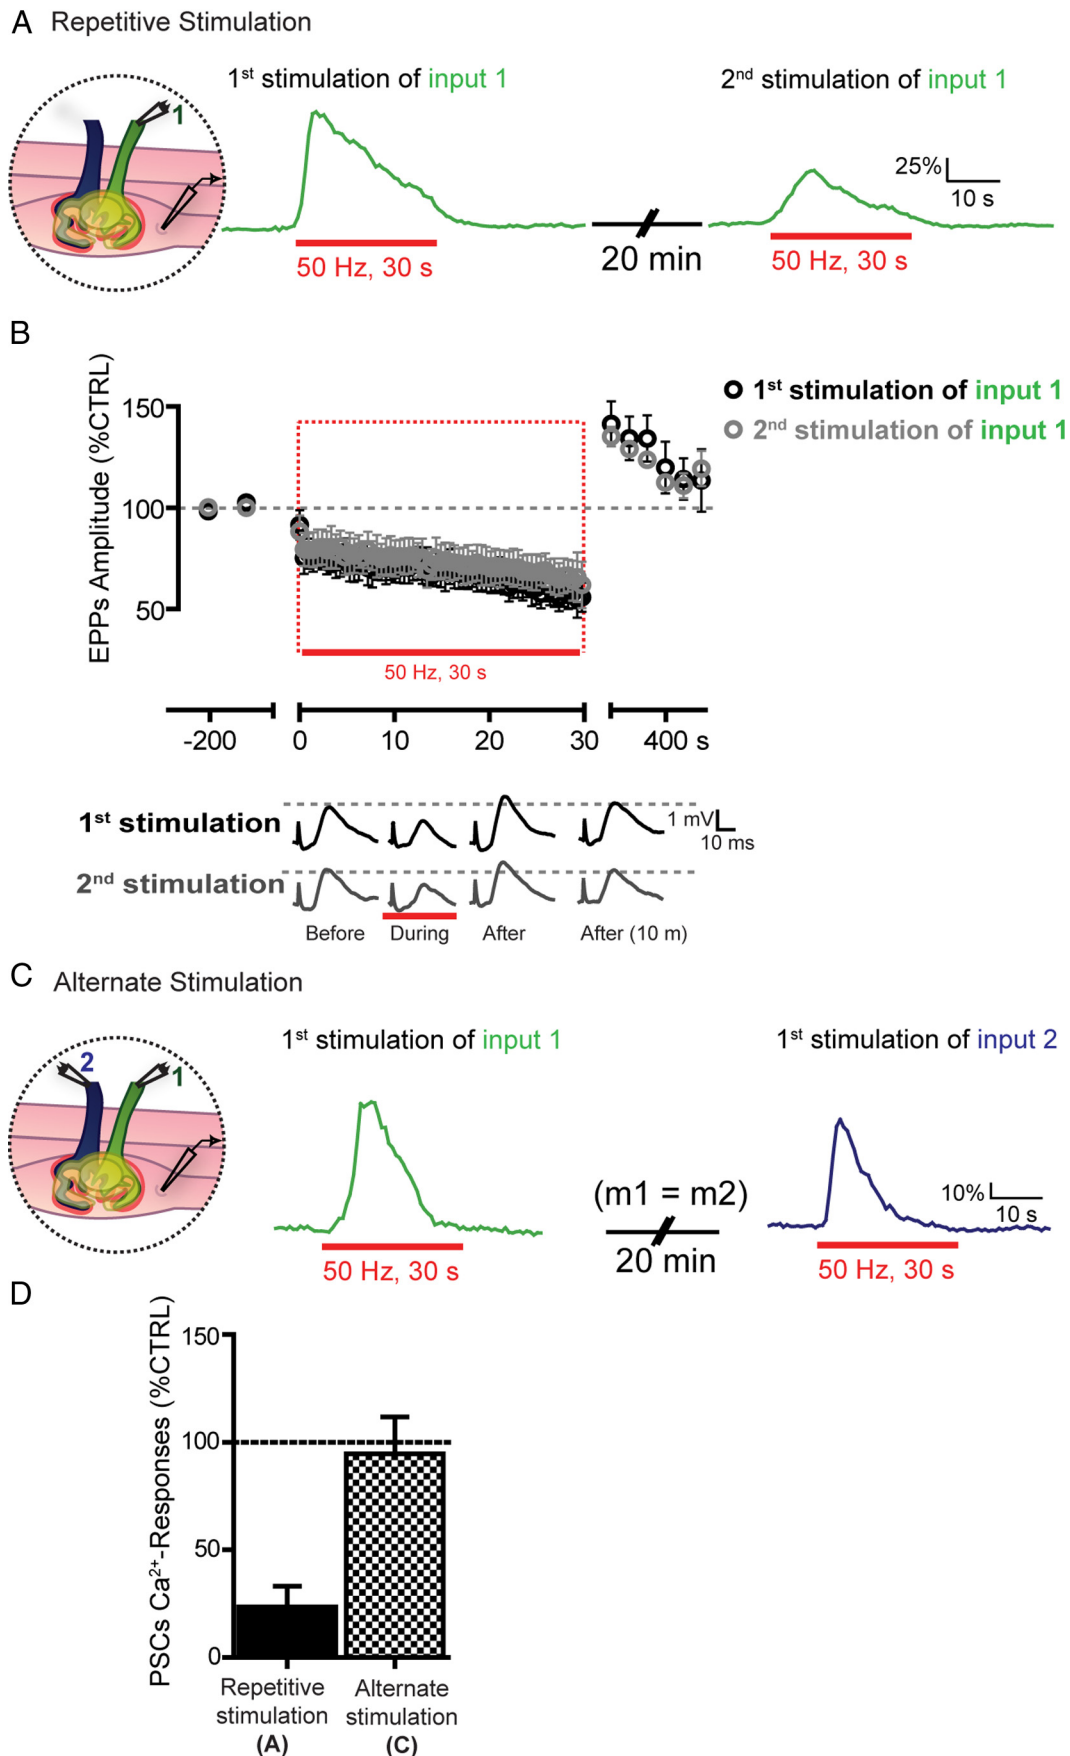 A Repetitive Stimulation
1st stimulation of input 1
2nd stimulation of input 1
1
25%
10 s
50 Hz, 30 s
20 min
50 Hz, 30 s
B
EPPs Amplitude (%CTRL)
150
100
50
1st stimulation of input 1
2nd stimulation of input 1
50 Hz, 30 s
-200 0 10 20 30 400 s
1st stimulation
1 mV
10 ms
2nd stimulation
Before During After After (10 m)
C Alternate Stimulation
1st stimulation of input 1
1st stimulation of input 2
2 1
(m1 = m2)
20 min
10%
10 s
50 Hz, 30 s
50 Hz, 30 s
D
PSCs Ca2+-Responses (%CTRL)
150
100
50
0
Repetitive stimulation (A)
Alternate stimulation (C)